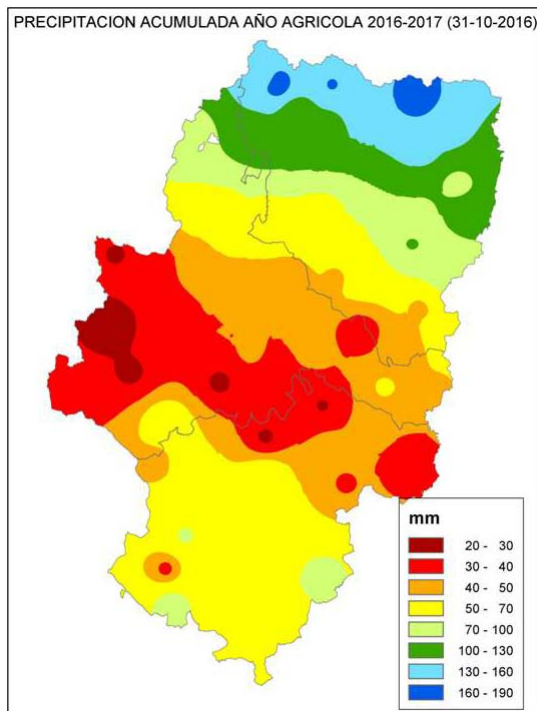 PRECIPITACION ACUMULADA AÑO AGRICOLA 2016-2017 (31-10-2016)
mm
20 - 30
30 - 40
40 - 50
50 - 70
70 - 100
100 - 130
130 - 160
160 - 190